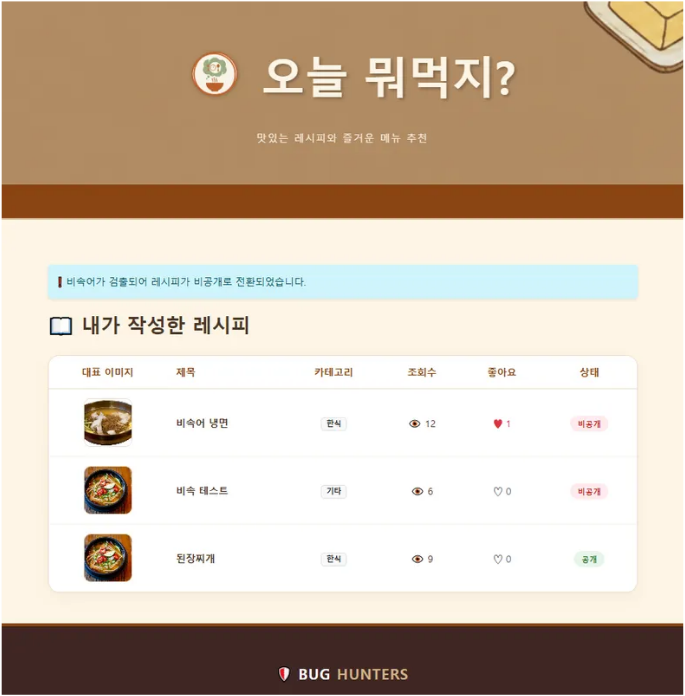 오늘 뭐먹지?
맛있는 레시피와 즐거운 메뉴 추천
비속어가 검출되어 레시피가 비공개로 전환되었습니다.
내가 작성한 레시피
대표 이미지 제목 카테고리 조회수 좋아요 상태
비속어 냉면 한식 12 1 비공개
비속 테스트 기타 6 0 비공개
된장찌개 한식 9 0 공개
BUG HUNTERS